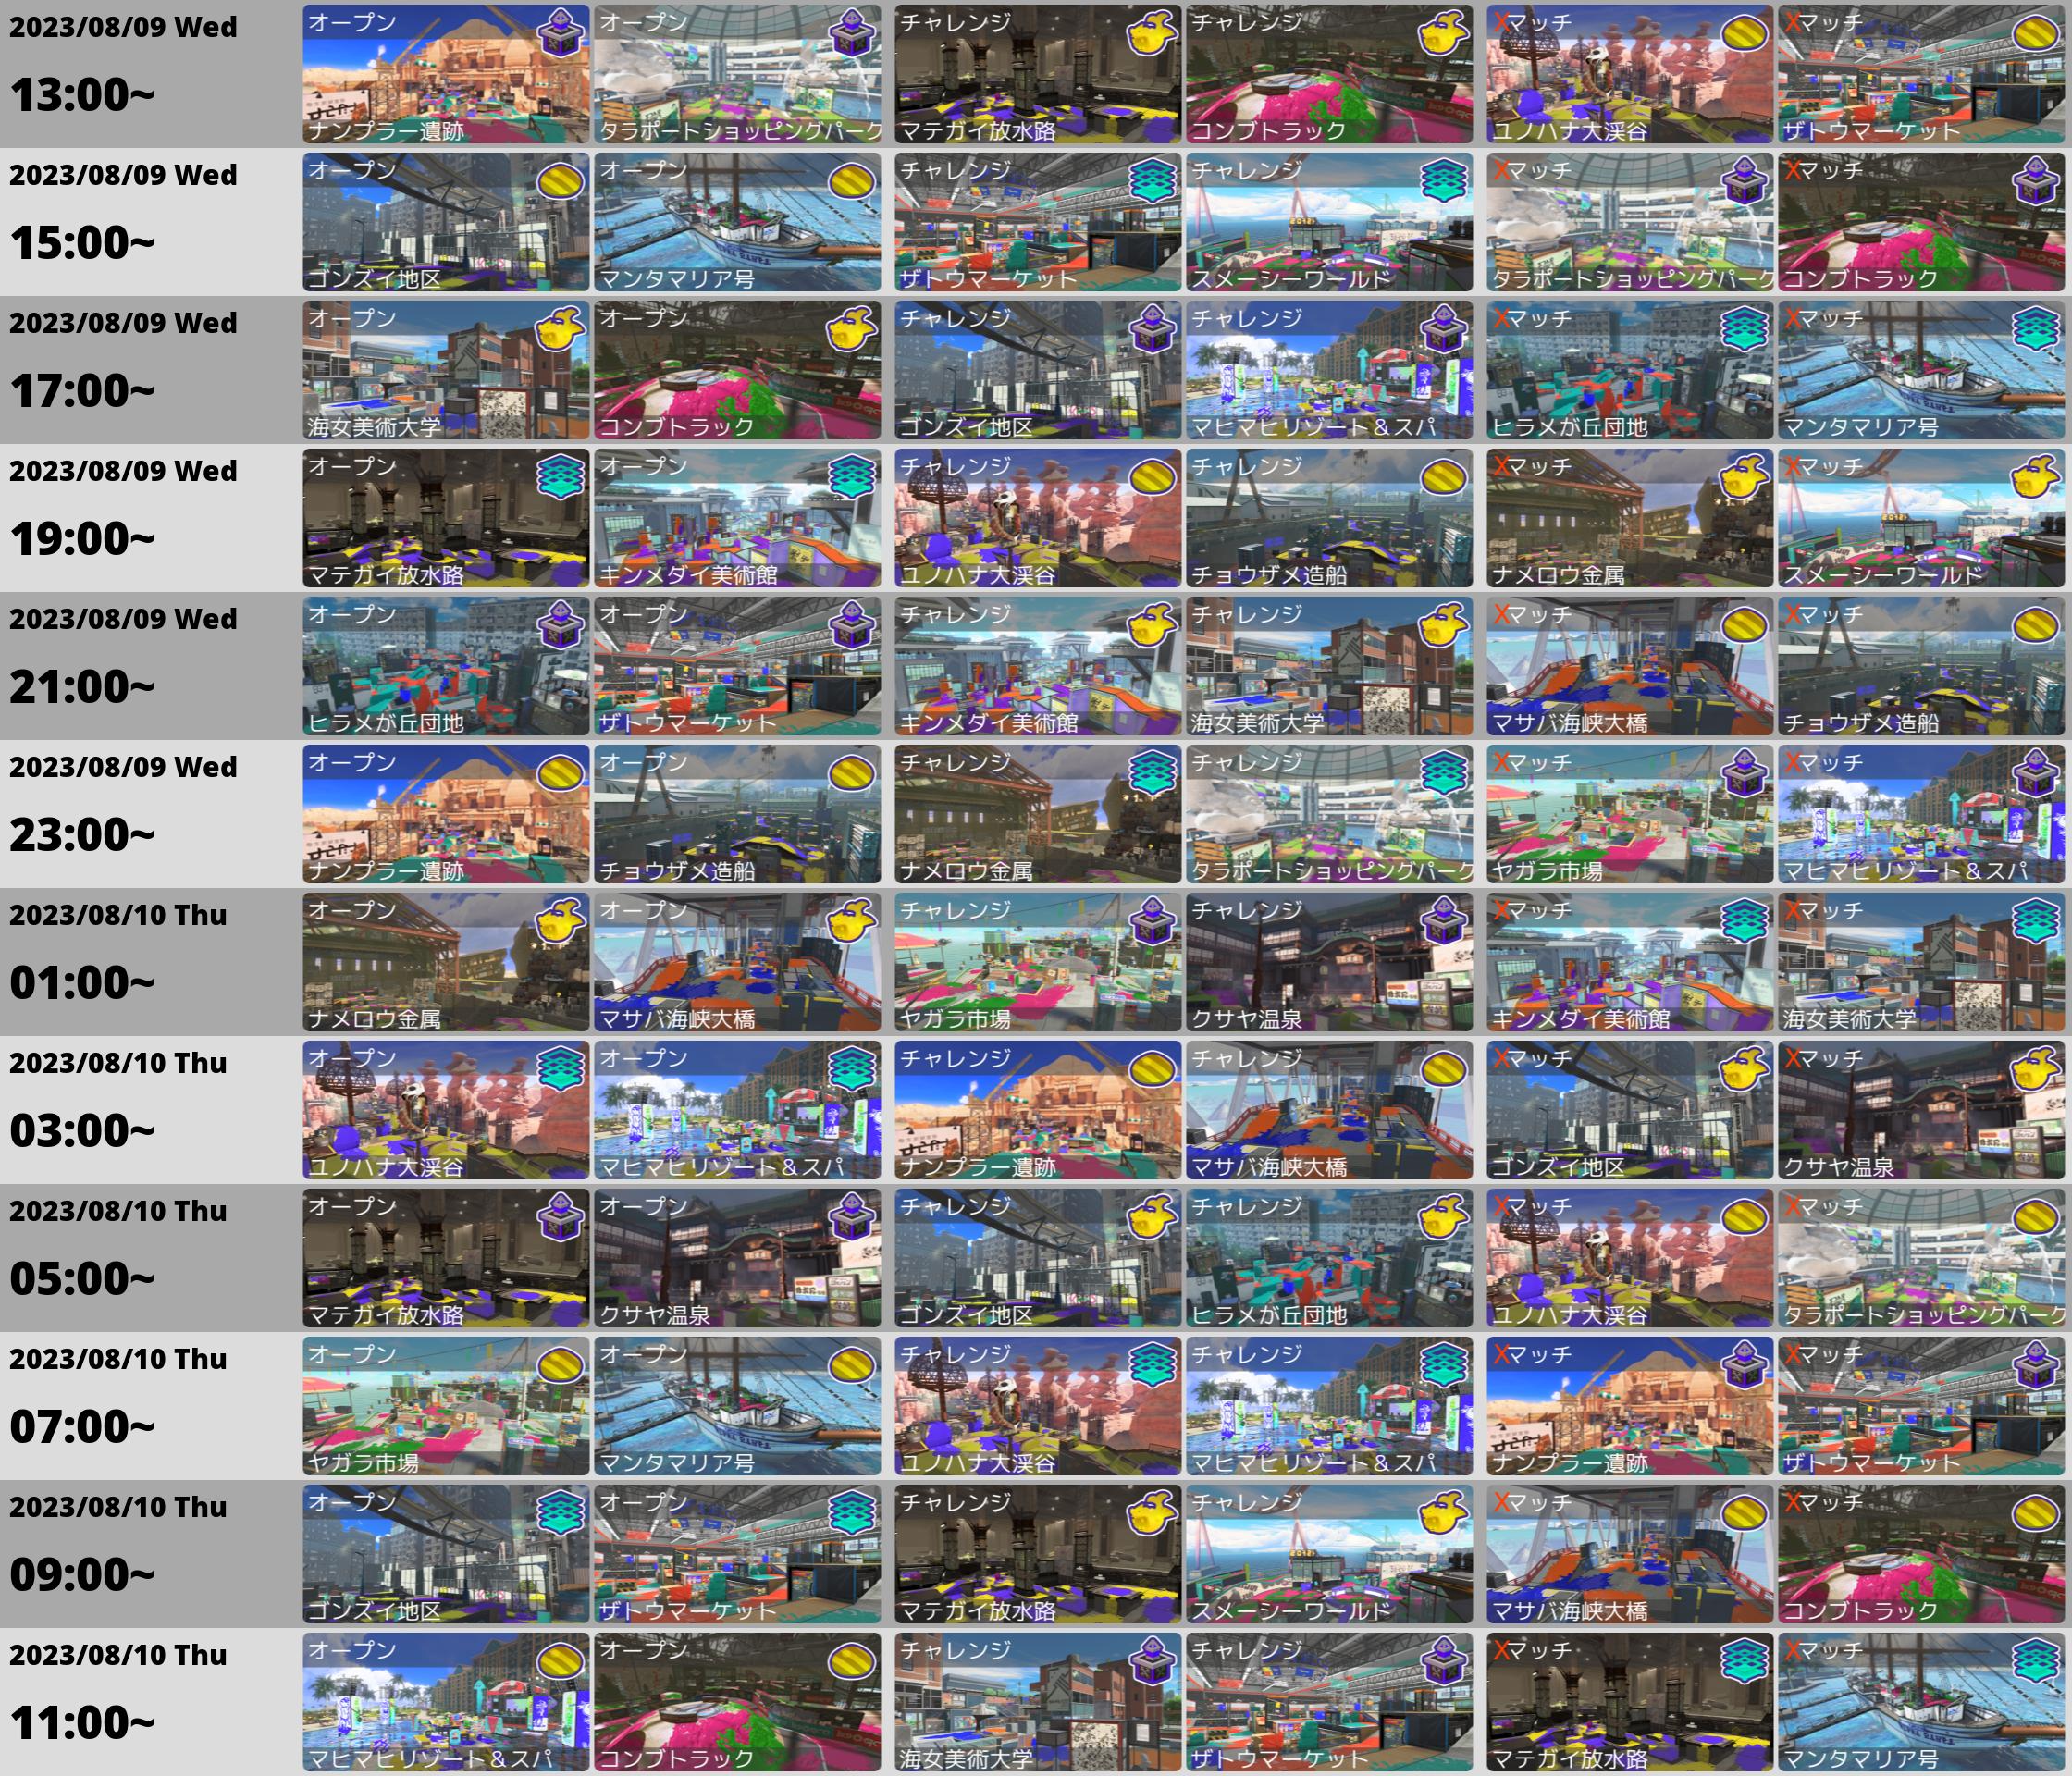 2023/08/09 Wed
13:00~
オープン
ナンプラー遺跡
オープン
タラポートショッピングパーク
チャレンジ
マテガイ放水路
チャレンジ
コンブトラック
Xマッチ
ユノハナ大渓谷
Xマッチ
ザトウマーケット
2023/08/09 Wed
15:00~
オープン
ゴンズイ地区
オープン
マンタマリア号
チャレンジ
ザトウマーケット
チャレンジ
スメーシーワールド
Xマッチ
タラポートショッピングパーク
Xマッチ
コンブトラック
2023/08/09 Wed
17:00~
オープン
海女美術大学
オープン
コンブトラック
チャレンジ
ゴンズイ地区
チャレンジ
マヒマヒリゾート＆スパ
Xマッチ
ヒラメが丘団地
Xマッチ
マンタマリア号
2023/08/09 Wed
19:00~
オープン
マテガイ放水路
オープン
キンメダイ美術館
チャレンジ
ユノハナ大渓谷
チャレンジ
チョウザメ造船
Xマッチ
ナメロウ金属
Xマッチ
スメーシーワールド
2023/08/09 Wed
21:00~
オープン
ヒラメが丘団地
オープン
ザトウマーケット
チャレンジ
キンメダイ美術館
チャレンジ
海女美術大学
Xマッチ
マサバ海峡大橋
Xマッチ
チョウザメ造船
2023/08/09 Wed
23:00~
オープン
ナンプラー遺跡
オープン
チョウザメ造船
チャレンジ
ナメロウ金属
チャレンジ
タラポートショッピングパーク
Xマッチ
ヤガラ市場
Xマッチ
マヒマヒリゾート＆スパ
2023/08/10 Thu
01:00~
オープン
ナメロウ金属
オープン
マサバ海峡大橋
チャレンジ
ヤガラ市場
チャレンジ
クサヤ温泉
Xマッチ
キンメダイ美術館
Xマッチ
海女美術大学
2023/08/10 Thu
03:00~
オープン
ユノハナ大渓谷
オープン
マヒマヒリゾート＆スパ
チャレンジ
ナンプラー遺跡
チャレンジ
マサバ海峡大橋
Xマッチ
ゴンズイ地区
Xマッチ
クサヤ温泉
2023/08/10 Thu
05:00~
オープン
マテガイ放水路
オープン
クサヤ温泉
チャレンジ
ゴンズイ地区
チャレンジ
ヒラメが丘団地
Xマッチ
ユノハナ大渓谷
Xマッチ
タラポートショッピングパーク
2023/08/10 Thu
07:00~
オープン
ヤガラ市場
オープン
マンタマリア号
チャレンジ
ユノハナ大渓谷
チャレンジ
マヒマヒリゾート＆スパ
Xマッチ
ナンプラー遺跡
Xマッチ
ザトウマーケット
2023/08/10 Thu
09:00~
オープン
ゴンズイ地区
オープン
ザトウマーケット
チャレンジ
マテガイ放水路
チャレンジ
スメーシーワールド
Xマッチ
マサバ海峡大橋
Xマッチ
コンブトラック
2023/08/10 Thu
11:00~
オープン
マヒマヒリゾート＆スパ
オープン
コンブトラック
チャレンジ
海女美術大学
チャレンジ
ザトウマーケット
Xマッチ
マテガイ放水路
Xマッチ
マンタマリア号